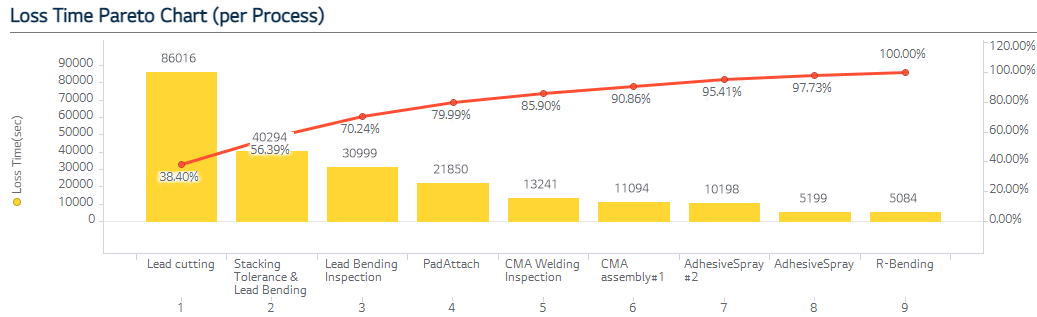 Loss Time Pareto Chart (per Process)
Loss Time(sec)
90000
80000
70000
60000
50000
40000
30000
20000
10000
0
120.00%
100.00%
80.00%
60.00%
40.00%
20.00%
0.00%
86016
40294
30999
21850
13241
11094
10198
5199
5084
38.40%
56.39%
70.24%
79.99%
85.90%
90.86%
95.41%
97.73%
100.00%
Lead cutting
Stacking
Tolerance &
Lead Bending
Lead Bending
Inspection
PadAttach
CMA Welding
Inspection
CMA
assembly#1
AdhesiveSpray
#2
AdhesiveSpray
R-Bending
1
2
3
4
5
6
7
8
9